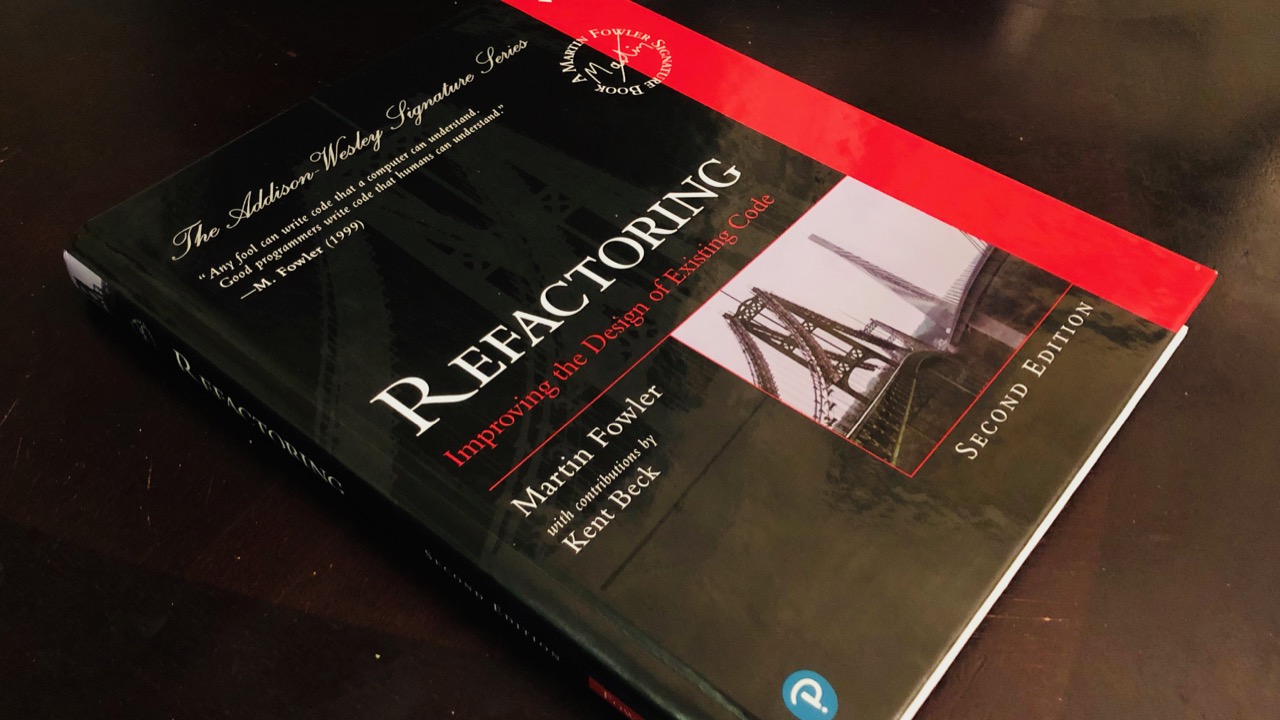 The Addison-Wesley Signature Series
A MARTIN FOWLER SIGNATURE BOOK
Martin
“Any fool can write code that a computer can understand.
Good programmers write code that humans can understand.”
—M. Fowler (1999)
REFACTORING
Improving the Design of Existing Code
Martin Fowler
with contributions by
Kent Beck
SECOND EDITION
P
REFACTORING
SECOND EDITION